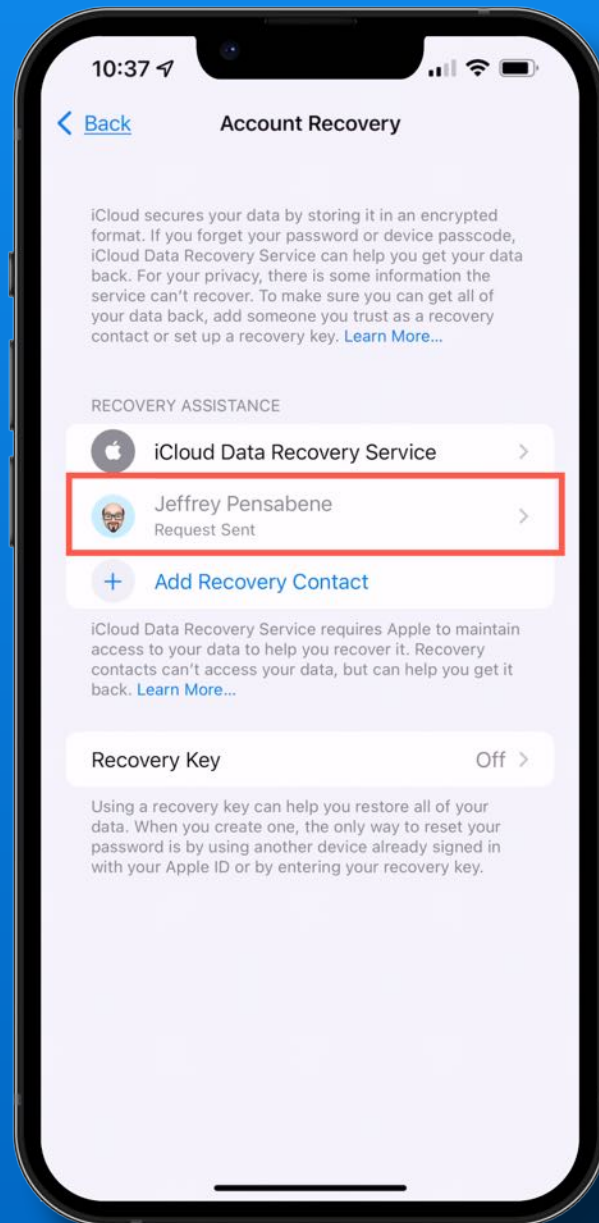 10:37
Back
Account Recovery
iCloud secures your data by storing it in an encrypted
format. If you forget your password or device passcode,
iCloud Data Recovery Service can help you get your data
back. For your privacy, there is some information the
service can't recover. To make sure you can get all of
your data back, add someone you trust as a recovery
contact or set up a recovery key. Learn More...
RECOVERY ASSISTANCE
iCloud Data Recovery Service
Jeffrey Pensabene
Request Sent
+ Add Recovery Contact
iCloud Data Recovery Service requires Apple to maintain
access to your data to help you recover it. Recovery
contacts can't access your data, but can help you get it
back. Learn More...
Recovery Key Off
Using a recovery key can help you restore all of your
data. When you create one, the only way to reset your
password is by using another device already signed in
with your Apple ID or by entering your recovery key.